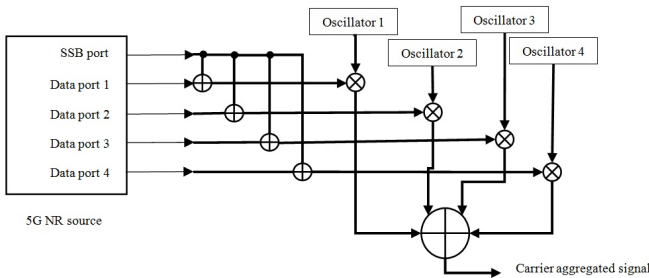 Oscillator 1
Oscillator 3
Oscillator 2
Oscillator 4
SSB port
Data port 1
Data port 2
Data port 3
Data port 4
5G NR source
Carrier aggregated signal